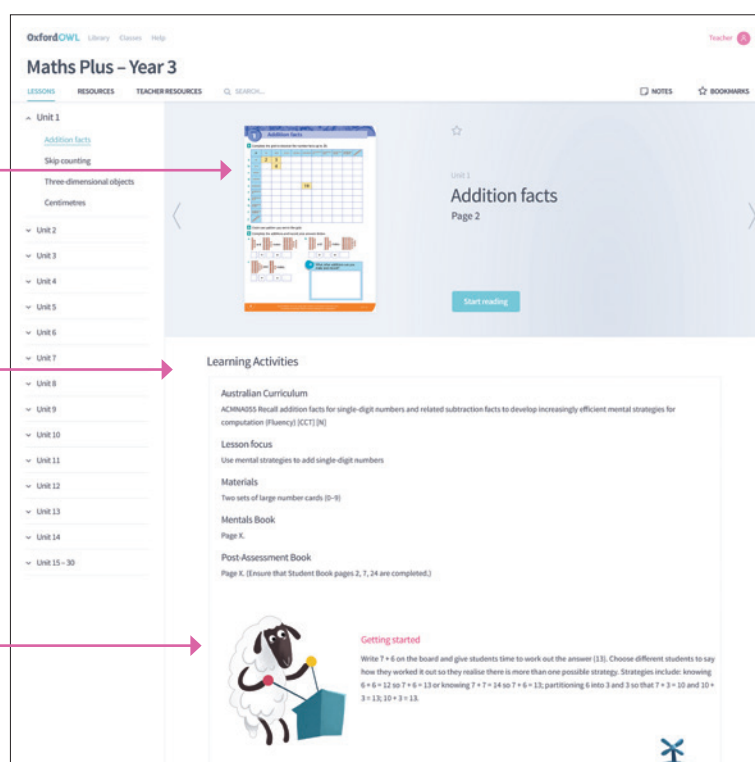 OxfordOWL Library Classes Help
Teacher
Maths Plus – Year 3
LESSONS RESOURCES TEACHER RESOURCES SEARCH... NOTES BOOKMARKS
Unit 1
Addition facts
Skip counting
Three-dimensional objects
Centimetres
Unit 2
Unit 3
Unit 4
Unit 5
Unit 6
Unit 7
Unit 8
Unit 9
Unit 10
Unit 11
Unit 12
Unit 13
Unit 14
Unit 15 – 30
Addition facts
Unit 1
Addition facts
Page 2
Start reading
Learning Activities
Australian Curriculum
ACMNA055 Recall addition facts for single-digit numbers and related subtraction facts to develop increasingly efficient mental strategies for
computation (Fluency) [CCT] [N]
Lesson focus
Use mental strategies to add single-digit numbers
Materials
Two sets of large number cards (0–9)
Mentals Book
Page X.
Post-Assessment Book
Page X. (Ensure that Student Book pages 2, 7, 24 are completed.)
Getting started
Write 7 + 6 on the board and give students time to work out the answer (13). Choose different students to say
how they worked it out so they realise there is more than one possible strategy. Strategies include: knowing
6 + 6 = 12 so 7 + 6 = 13 or knowing 7 + 7 = 14 so 7 + 6 = 13; partitioning 6 into 3 and 3 so that 7 + 3 = 10 and 10 +
3 = 13; 10 + 3 = 13.